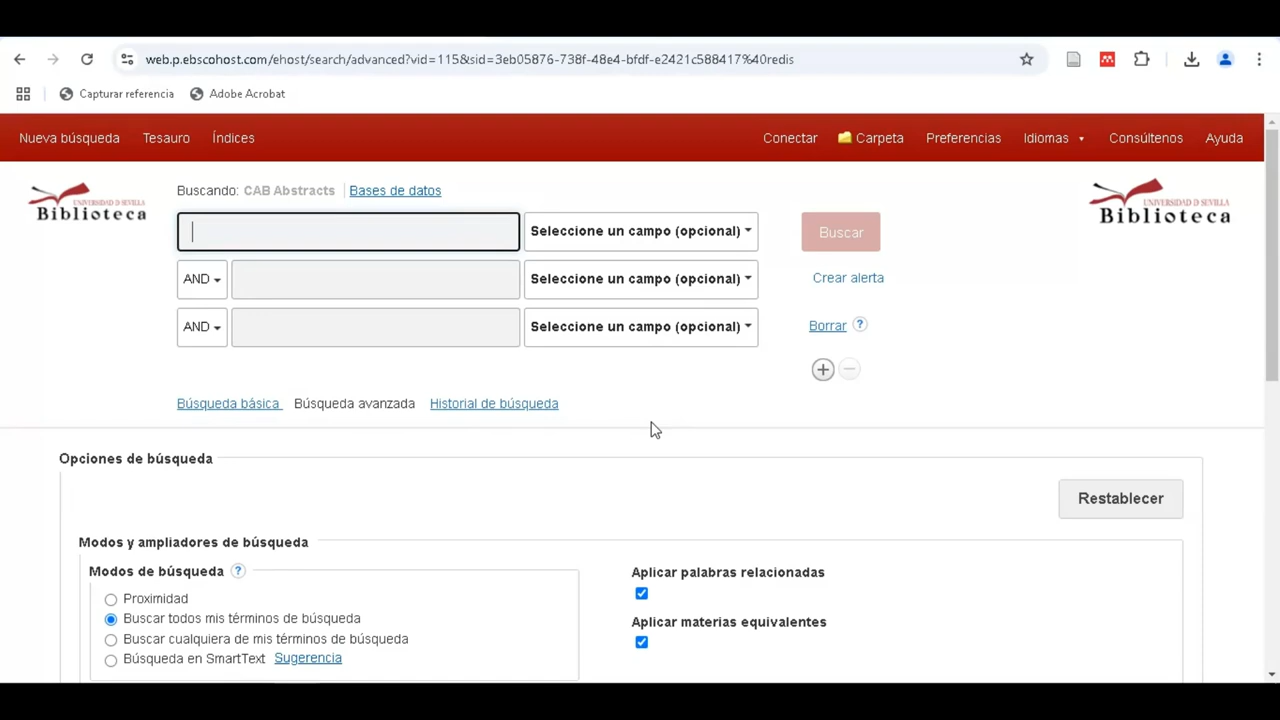 web.p.ebscohost.com/ehost/search/advanced?vid=115&sid=3eb05876-738f-48e4-bfdf-e2421c588417%40redis
Capturar referencia Adobe Acrobat
Nueva búsqueda Tesauro Índices Conectar Carpeta Preferencias Idiomas Consúltenos Ayuda
UNIVERSIDAD D SEVILLA
Biblioteca
Buscando: CAB Abstracts Bases de datos
UNIVERSIDAD D SEVILLA
Biblioteca
Seleccione un campo (opcional) Buscar
AND Seleccione un campo (opcional) Crear alerta
AND Seleccione un campo (opcional) Borrar ?
Búsqueda básica Búsqueda avanzada Historial de búsqueda
Opciones de búsqueda
Restablecer
Modos y ampliadores de búsqueda
Modos de búsqueda ? Aplicar palabras relacionadas
Proximidad
Buscar todos mis términos de búsqueda Aplicar materias equivalentes
Buscar cualquiera de mis términos de búsqueda
Búsqueda en SmartText Sugerencia